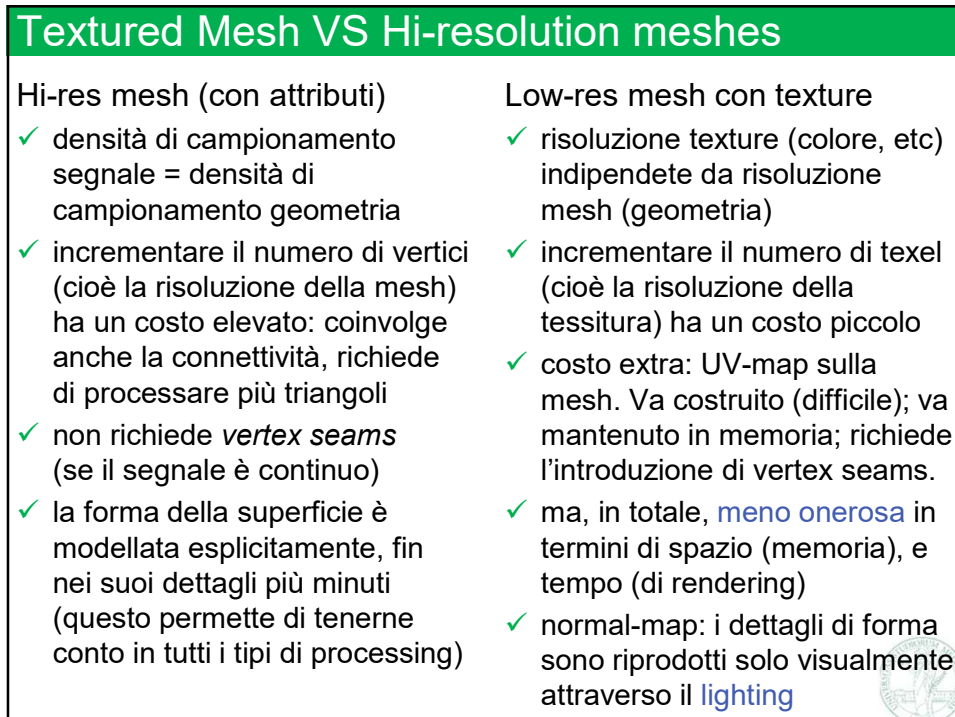 Textured Mesh VS Hi-resolution meshes
Hi-res mesh (con attributi)
✓ densità di campionamento
segnale = densità di
campionamento geometria
✓ incrementare il numero di vertici
(cioè la risoluzione della mesh)
ha un costo elevato: coinvolge
anche la connettività, richiede
di processare più triangoli
✓ non richiede vertex seams
(se il segnale è continuo)
✓ la forma della superficie è
modellata esplicitamente, fin
nei suoi dettagli più minuti
(questo permette di tenerne
conto in tutti i tipi di processing)
Low-res mesh con texture
✓ risoluzione texture (colore, etc)
indipendete da risoluzione
mesh (geometria)
✓ incrementare il numero di texel
(cioè la risoluzione della
tessitura) ha un costo piccolo
✓ costo extra: UV-map sulla
mesh. Va costruito (difficile); va
mantenuto in memoria; richiede
l’introduzione di vertex seams.
✓ ma, in totale, meno onerosa in
termini di spazio (memoria), e
tempo (di rendering)
✓ normal-map: i dettagli di forma
sono riprodotti solo visualmente
attraverso il lighting